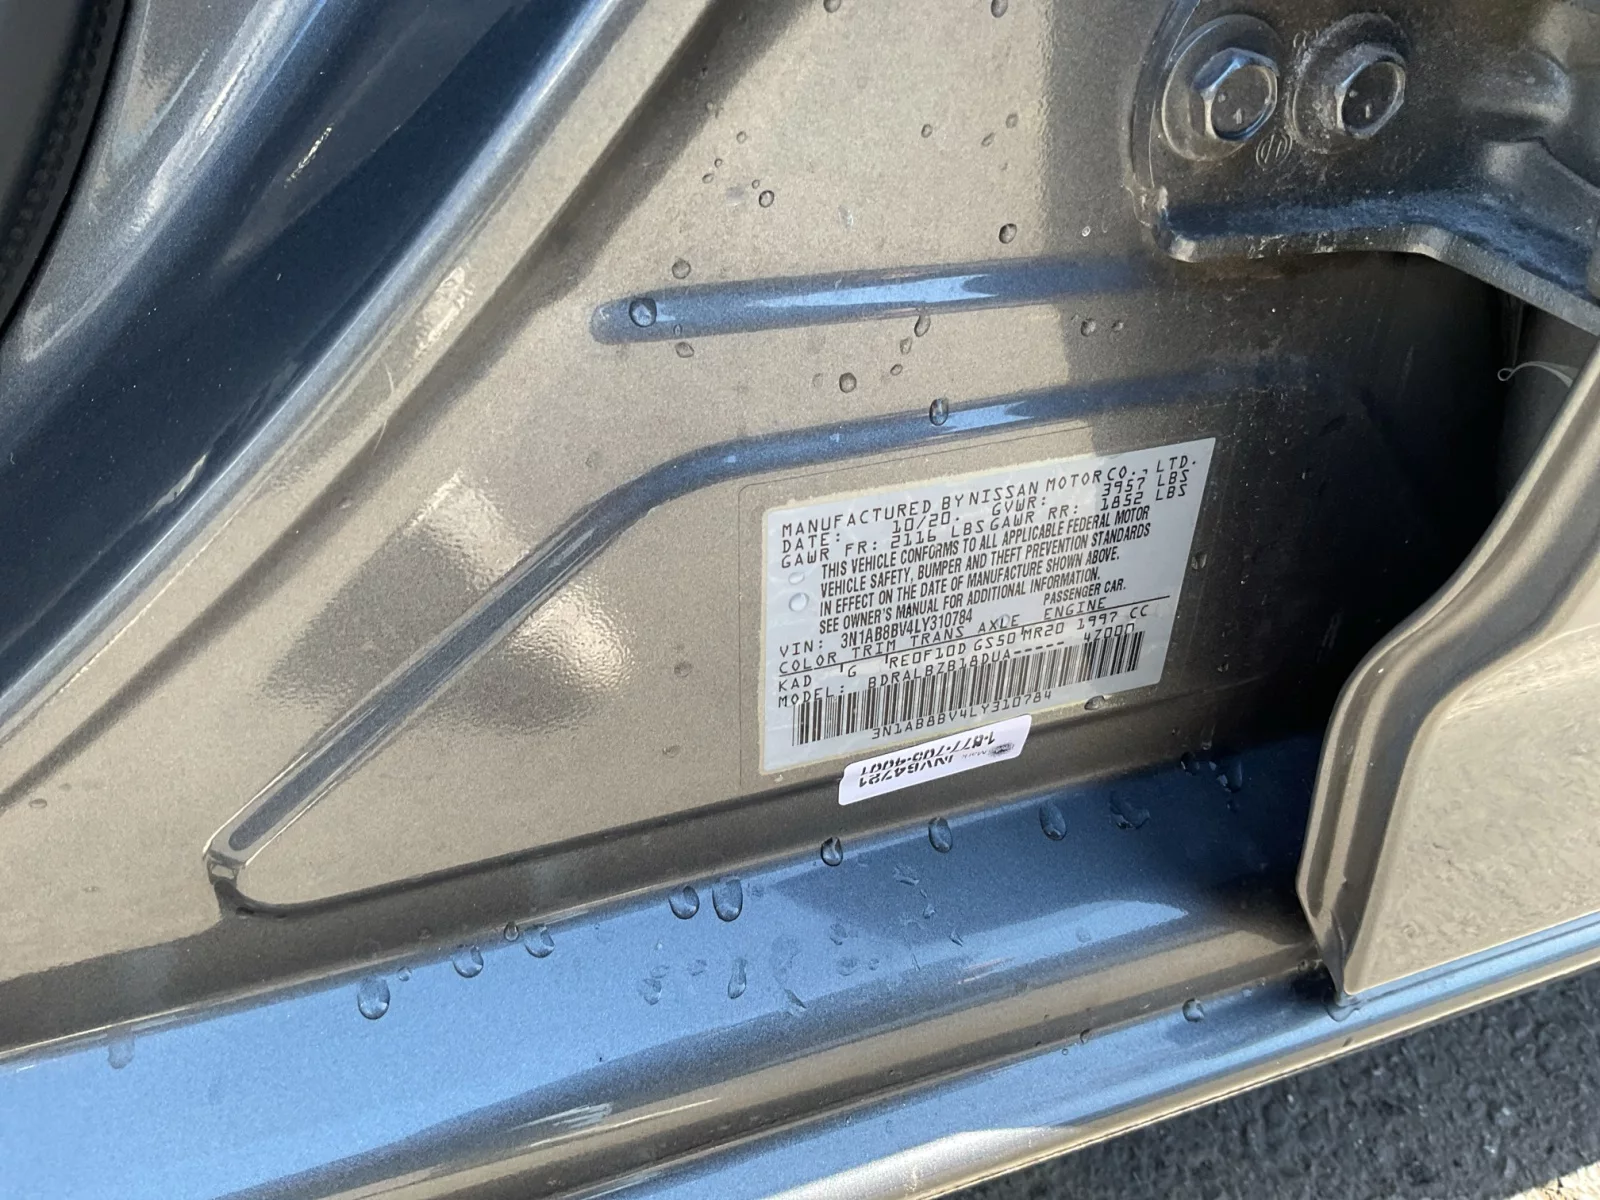 MANUFACTURED BY NISSAN MOTOR CO., LTD.
DATE: 10/20. GVWR: 3957 LBS
GAWR FR: 2116 LBS GAWR RR: 1852 LBS
THIS VEHICLE CONFORMS TO ALL APPLICABLE FEDERAL MOTOR
VEHICLE SAFETY, BUMPER AND THEFT PREVENTION STANDARDS
IN EFFECT ON THE DATE OF MANUFACTURE SHOWN ABOVE.
SEE OWNER'S MANUAL FOR ADDITIONAL INFORMATION.
VIN: 3N1AB8BV4LY310784 PASSENGER CAR.
COLOR TRIM TRANS AXLE ENGINE
KAD G RE0F10D GS50 MR20 1997 CC
MODEL: BDRALBZB18DUA----- 47000
3N1AB8BV4LY310784
1-877-705-4001